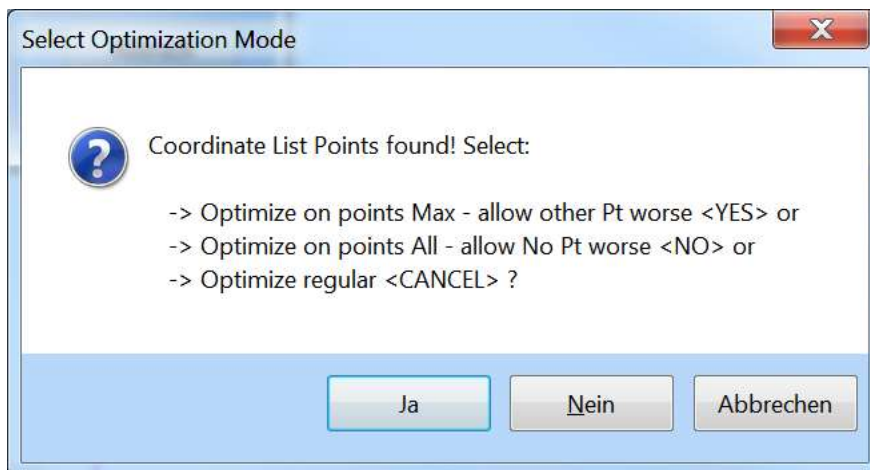 Select Optimization Mode
Coordinate List Points found! Select:
-> Optimize on points Max - allow other Pt worse <YES> or
-> Optimize on points All - allow No Pt worse <NO> or
-> Optimize regular <CANCEL> ?
Ja
Nein
Abbrechen